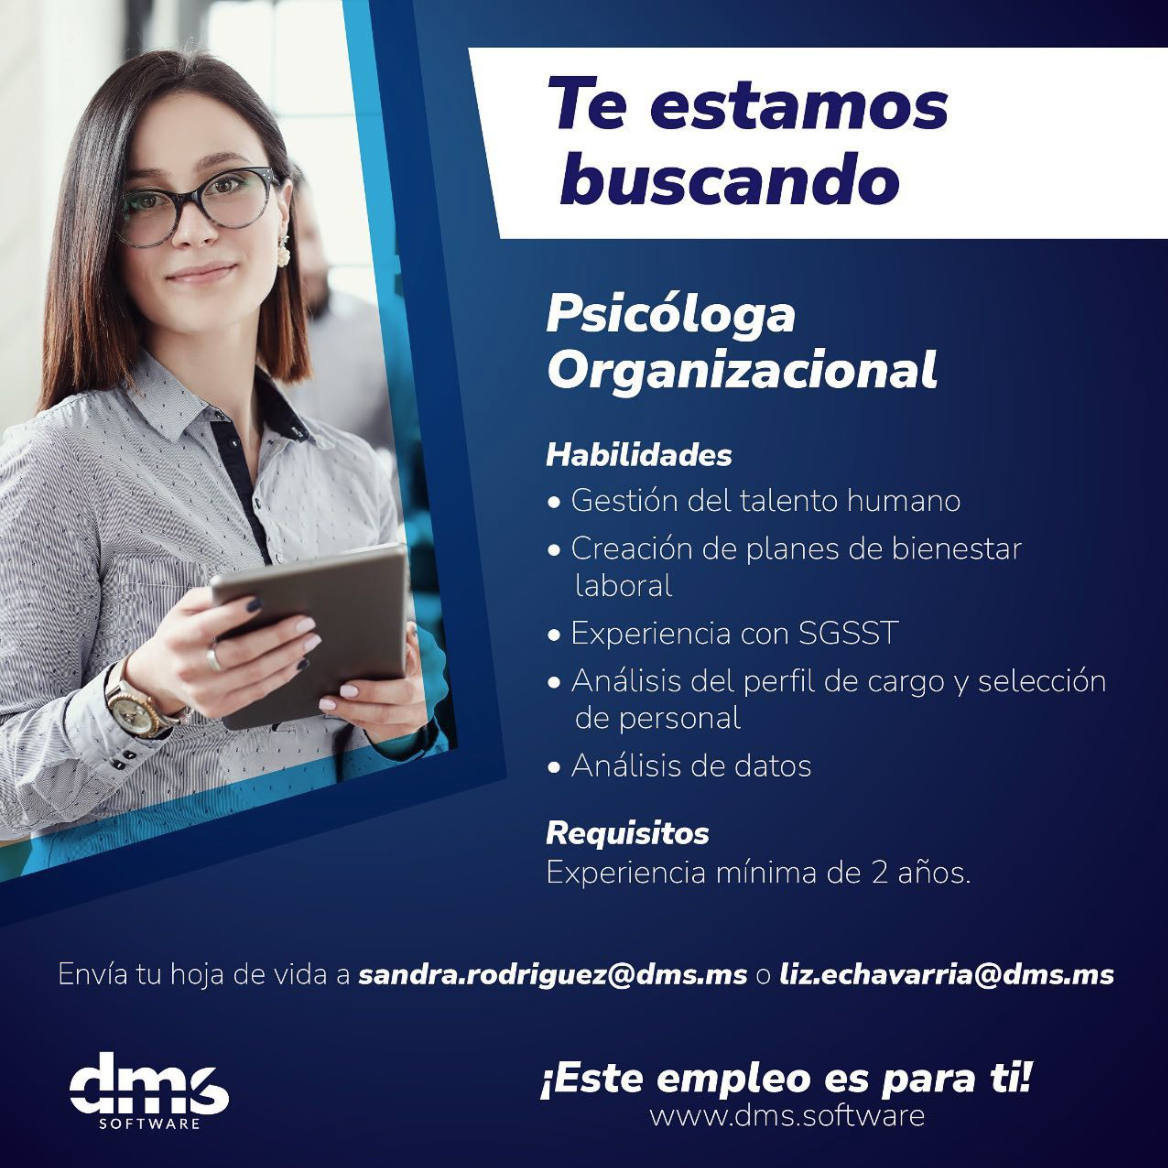 Te estamos
buscando
Psicóloga
Organizacional
Habilidades
• Gestión del talento humano
• Creación de planes de bienestar
laboral
• Experiencia con SGSST
• Análisis del perfil de cargo y selección
de personal
• Análisis de datos
Requisitos
Experiencia mínima de 2 años.
Envía tu hoja de vida a sandra.rodriguez@dms.ms o liz.echavarria@dms.ms
dms
SOFTWARE
¡Este empleo es para ti!
www.dms.software